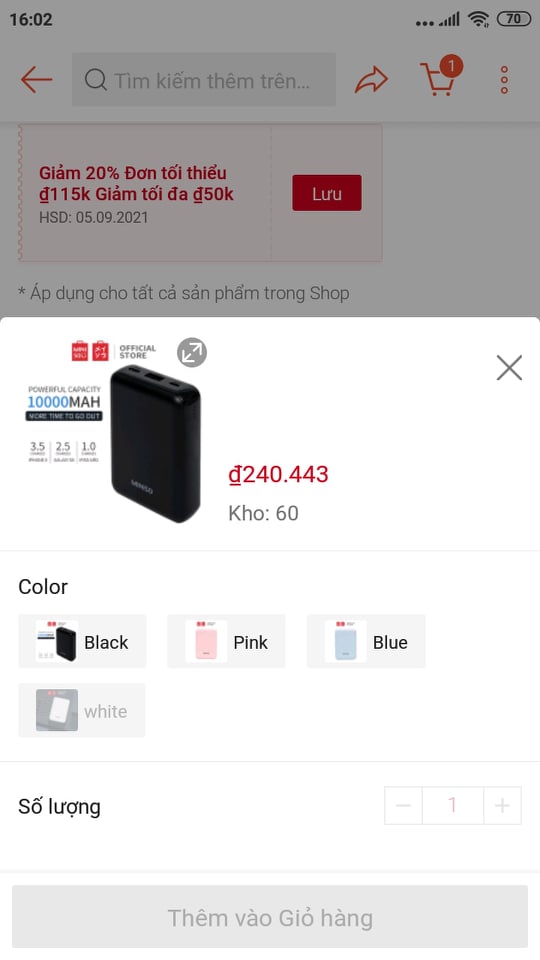 16:02
70
Tìm kiếm thêm trên...
1
Giảm 20% Đơn tối thiểu
₫115k Giảm tối đa ₫50k
HSD: 05.09.2021
Lưu
* Áp dụng cho tất cả sản phẩm trong Shop
OFFICIAL
STORE
POWERFUL CAPACITY
10000MAH
MORE TIME TO GO OUT
3.5 2.5 1.0
MINISO
₫240.443
Kho: 60
Color
Black
Pink
Blue
white
Số lượng
1
Thêm vào Giỏ hàng